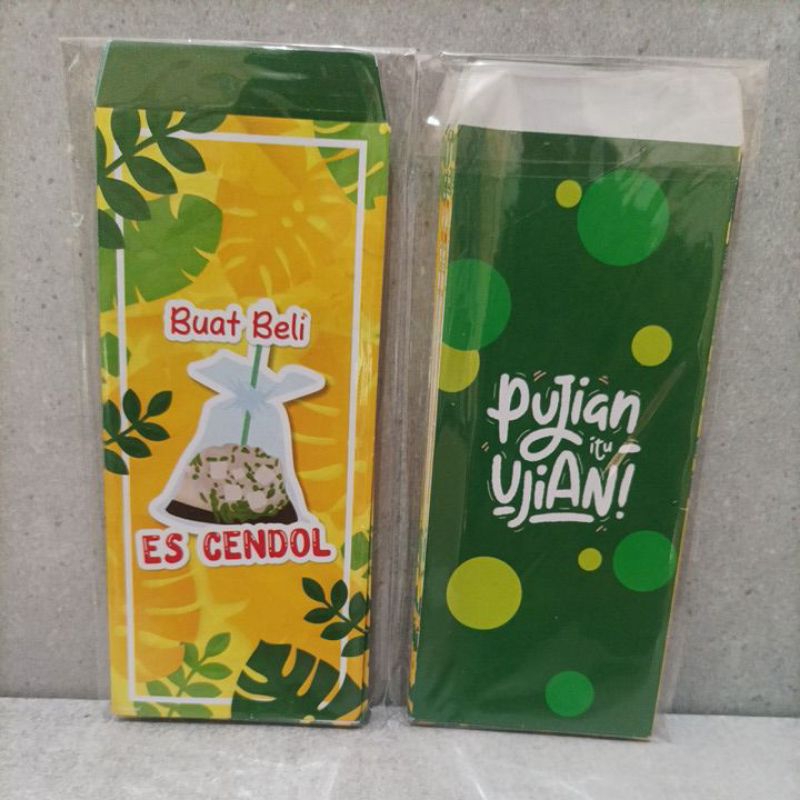 Buat Beli
ES CENDOL
PUJian
itu
UJiAN!